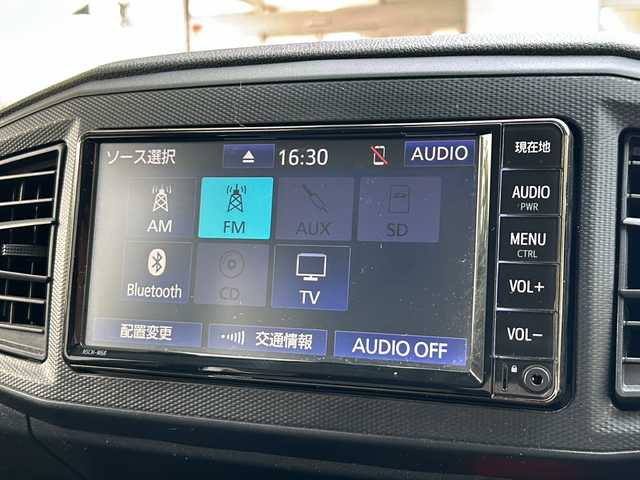 ソース選択
16:30
AUDIO
AM
FM
AUX
SD
Bluetooth
CD
TV
配置変更
交通情報
AUDIO OFF
現在地
AUDIO
PWR
MENU
CTRL
VOL+
VOL-